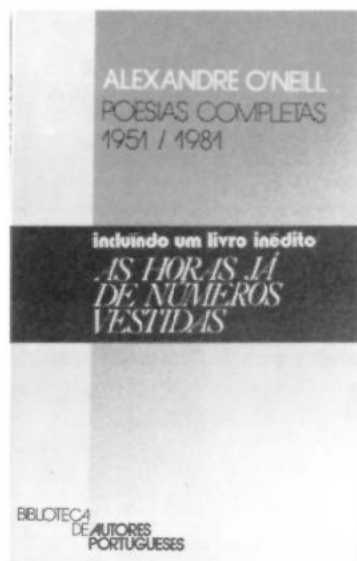 ALEXANDRE O'NEILL
POESIAS COMPLETAS
1951 / 1981
incluindo um livro inédito
AS HORAS JÁ
DE NÚMEROS
VESTIDAS
BIBLIOTECA
DE AUTORES
PORTUGUESES